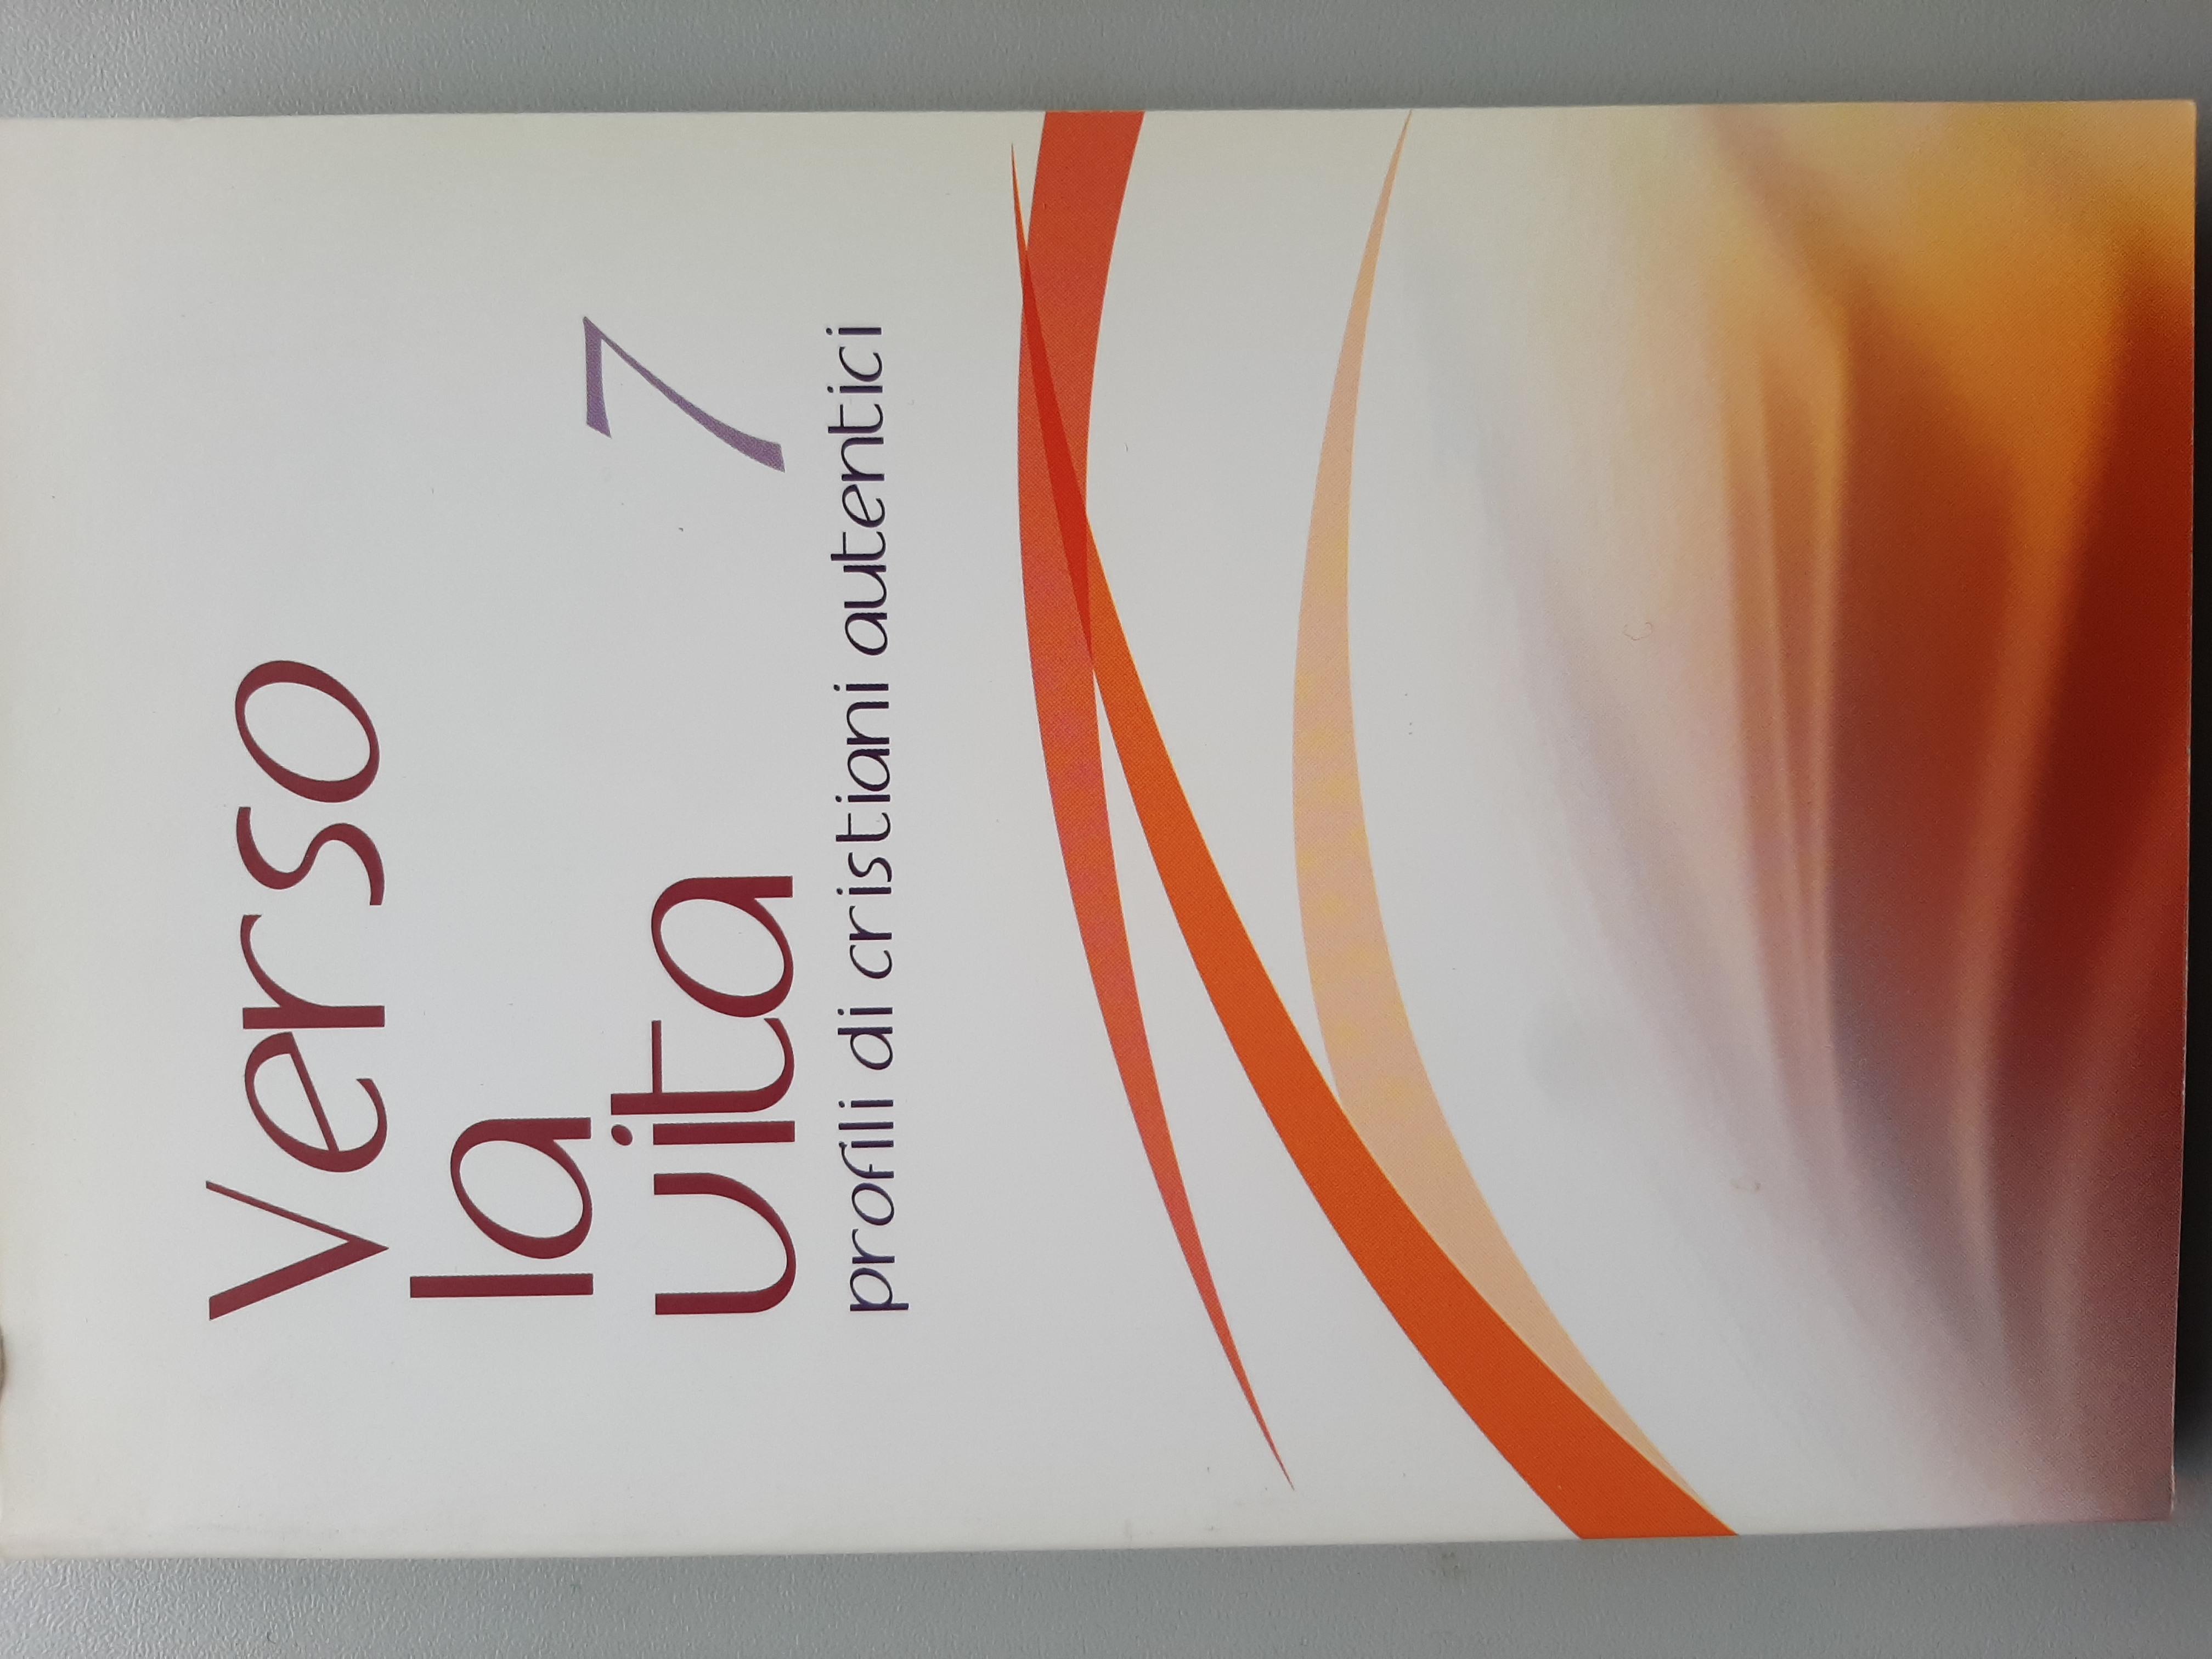 Verso
la
vita 7
profili di cristiani autentici